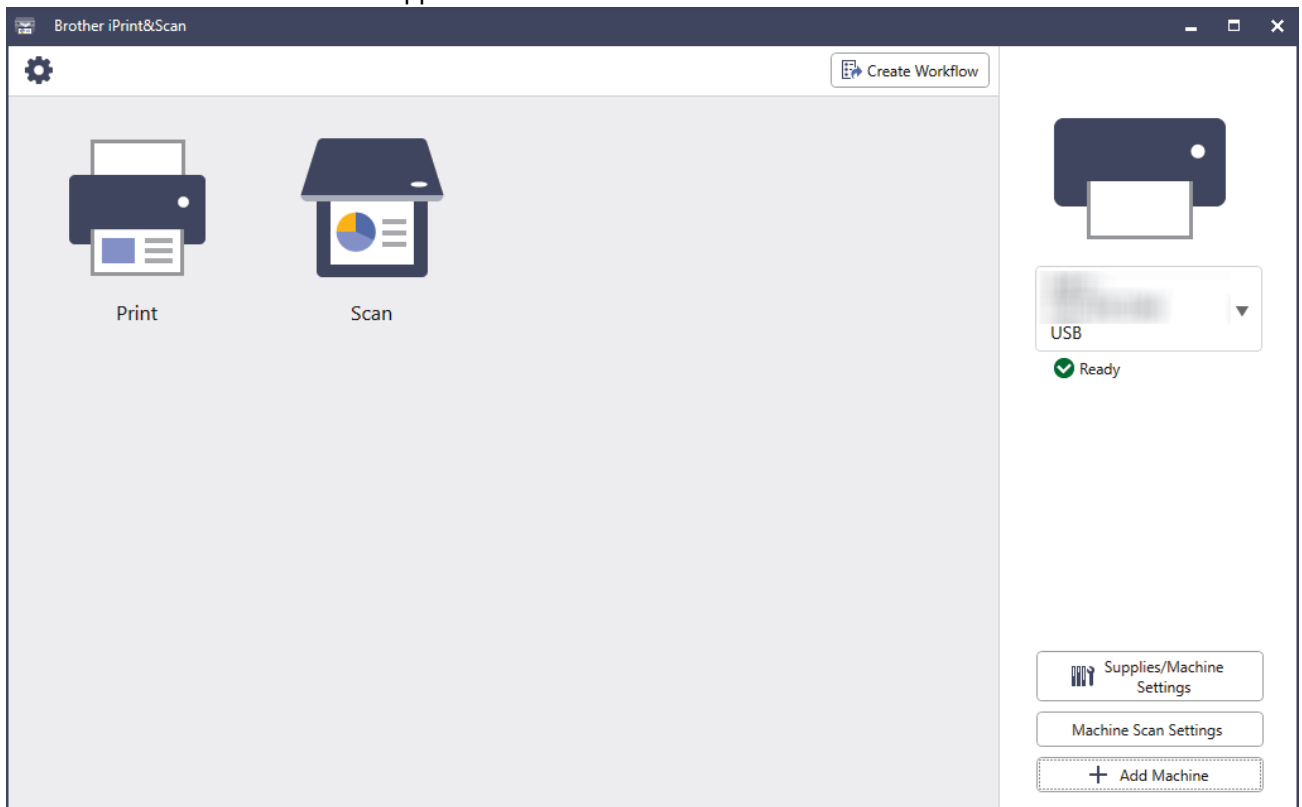 Brother iPrint&Scan
Create Workflow
Print
Scan
USB
Ready
Supplies/Machine
Settings
Machine Scan Settings
Add Machine